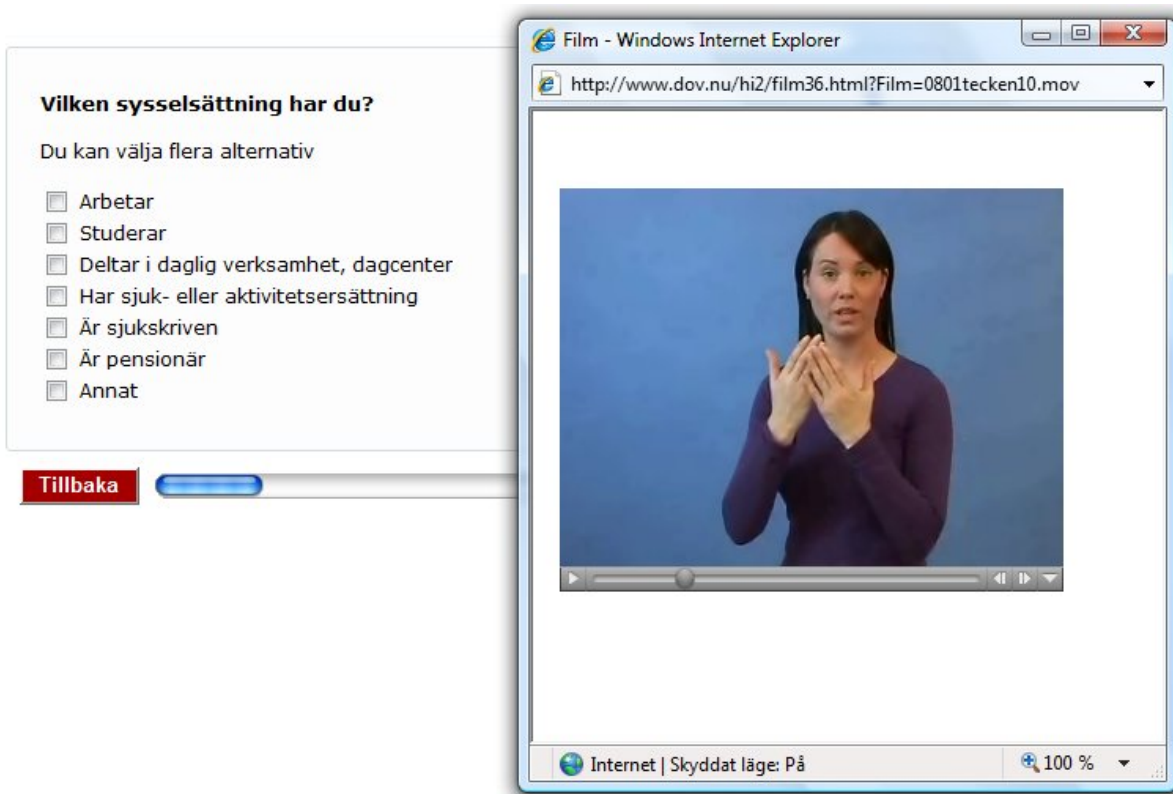 Vilken sysselsättning har du?
Du kan välja flera alternativ
Arbetar
Studerar
Deltar i daglig verksamhet, dagcenter
Har sjuk- eller aktivitetsersättning
Är sjukskriven
Är pensionär
Annat
Tillbaka
Film - Windows Internet Explorer
http://www.dov.nu/hi2/film36.html?Film=0801tecken10.mov
Internet | Skyddat läge: På
100 %